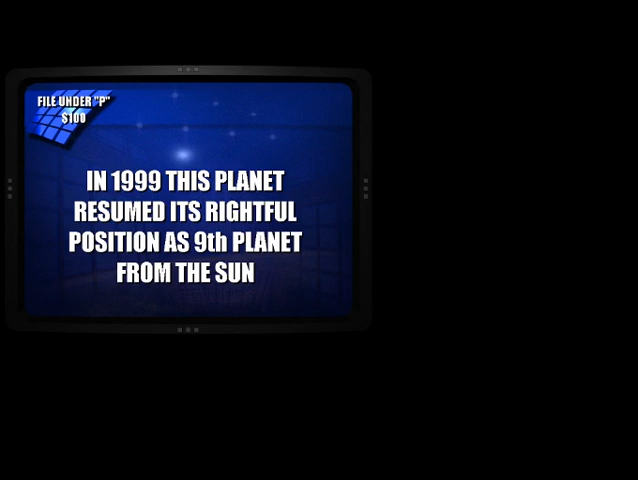 FILE UNDER "P"
$100
IN 1999 THIS PLANET
RESUMED ITS RIGHTFUL
POSITION AS 9th PLANET
FROM THE SUN